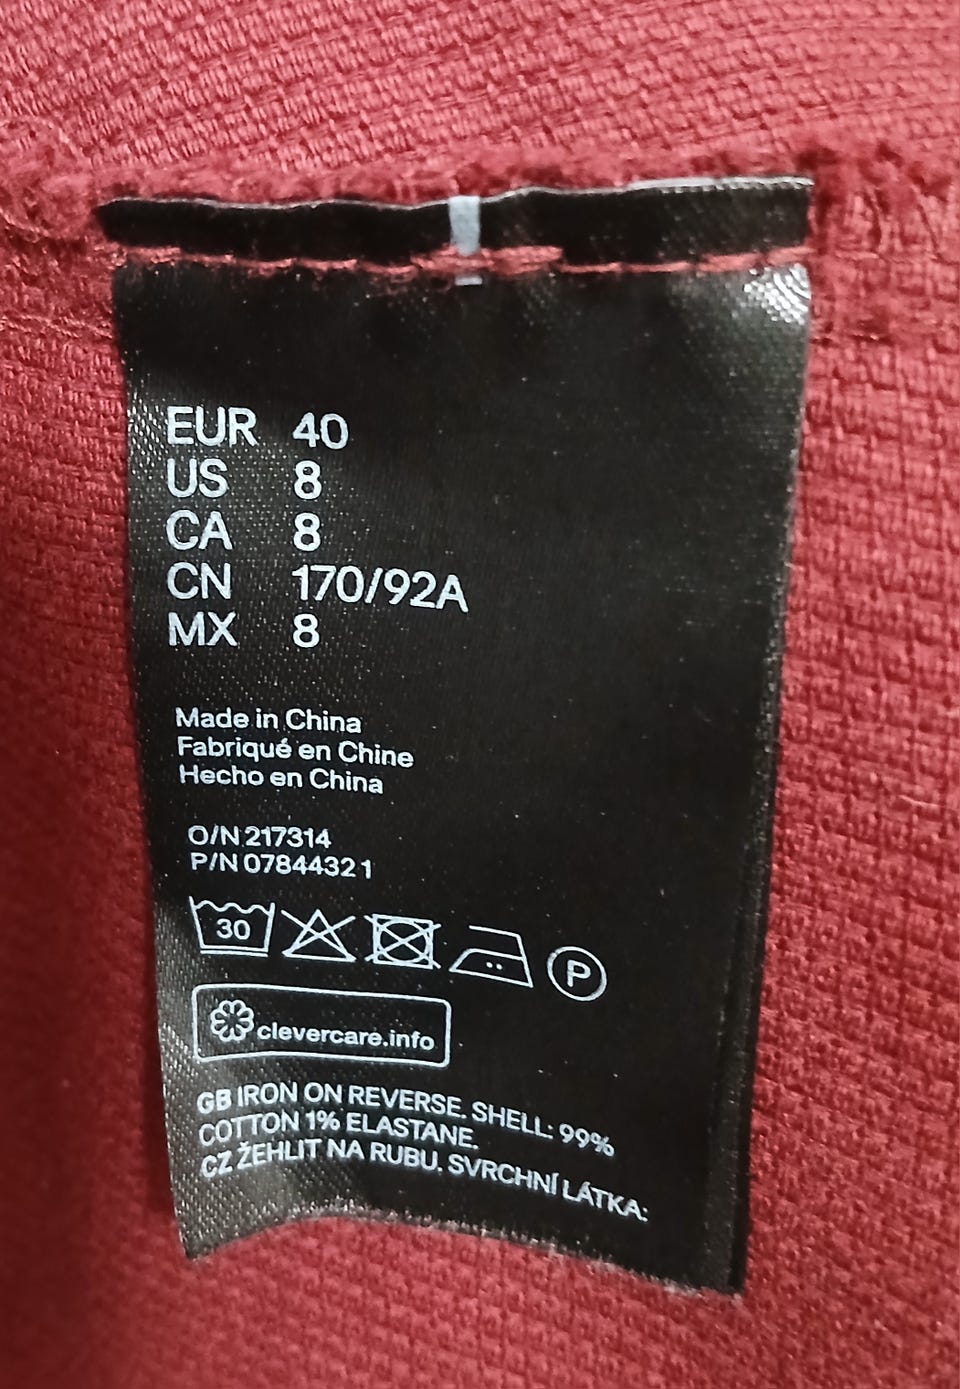 EUR 40
US 8
CA 8
CN 170/92A
MX 8
Made in China
Fabriqué en Chine
Hecho en China
O/N 217314
P/N 0784432 1
30 P
clevercare.info
GB IRON ON REVERSE. SHELL: 99%
COTTON 1% ELASTANE.
CZ ŽEHLIT NA RUBU. SVRCHNÍ LÁTKA: